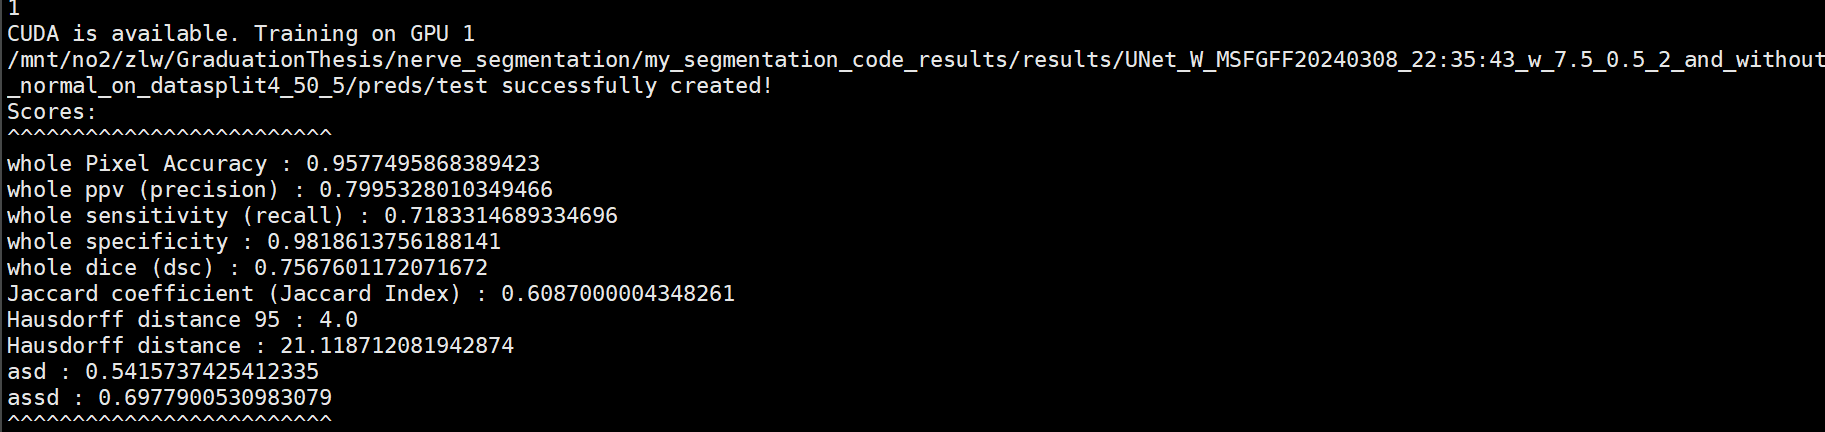 1
CUDA is available. Training on GPU 1
/mnt/no2/zlw/GraduationThesis/nerve_segmentation/my_segmentation_code_results/results/UNet_W_MSFGFF20240308_22:35:43_w_7.5_0.5_2_and_without
_normal_on_datasplit4_50_5/preds/test successfully created!
Scores:
^^^^^^^^^^^^^^^^^^^^^^^^^
whole Pixel Accuracy : 0.9577495868389423
whole ppv (precision) : 0.7995328010349466
whole sensitivity (recall) : 0.7183314689334696
whole specificity : 0.9818613756188141
whole dice (dsc) : 0.7567601172071672
Jaccard coefficient (Jaccard Index) : 0.6087000004348261
Hausdorff distance 95 : 4.0
Hausdorff distance : 21.118712081942874
asd : 0.5415737425412335
assd : 0.6977900530983079
^^^^^^^^^^^^^^^^^^^^^^^^^